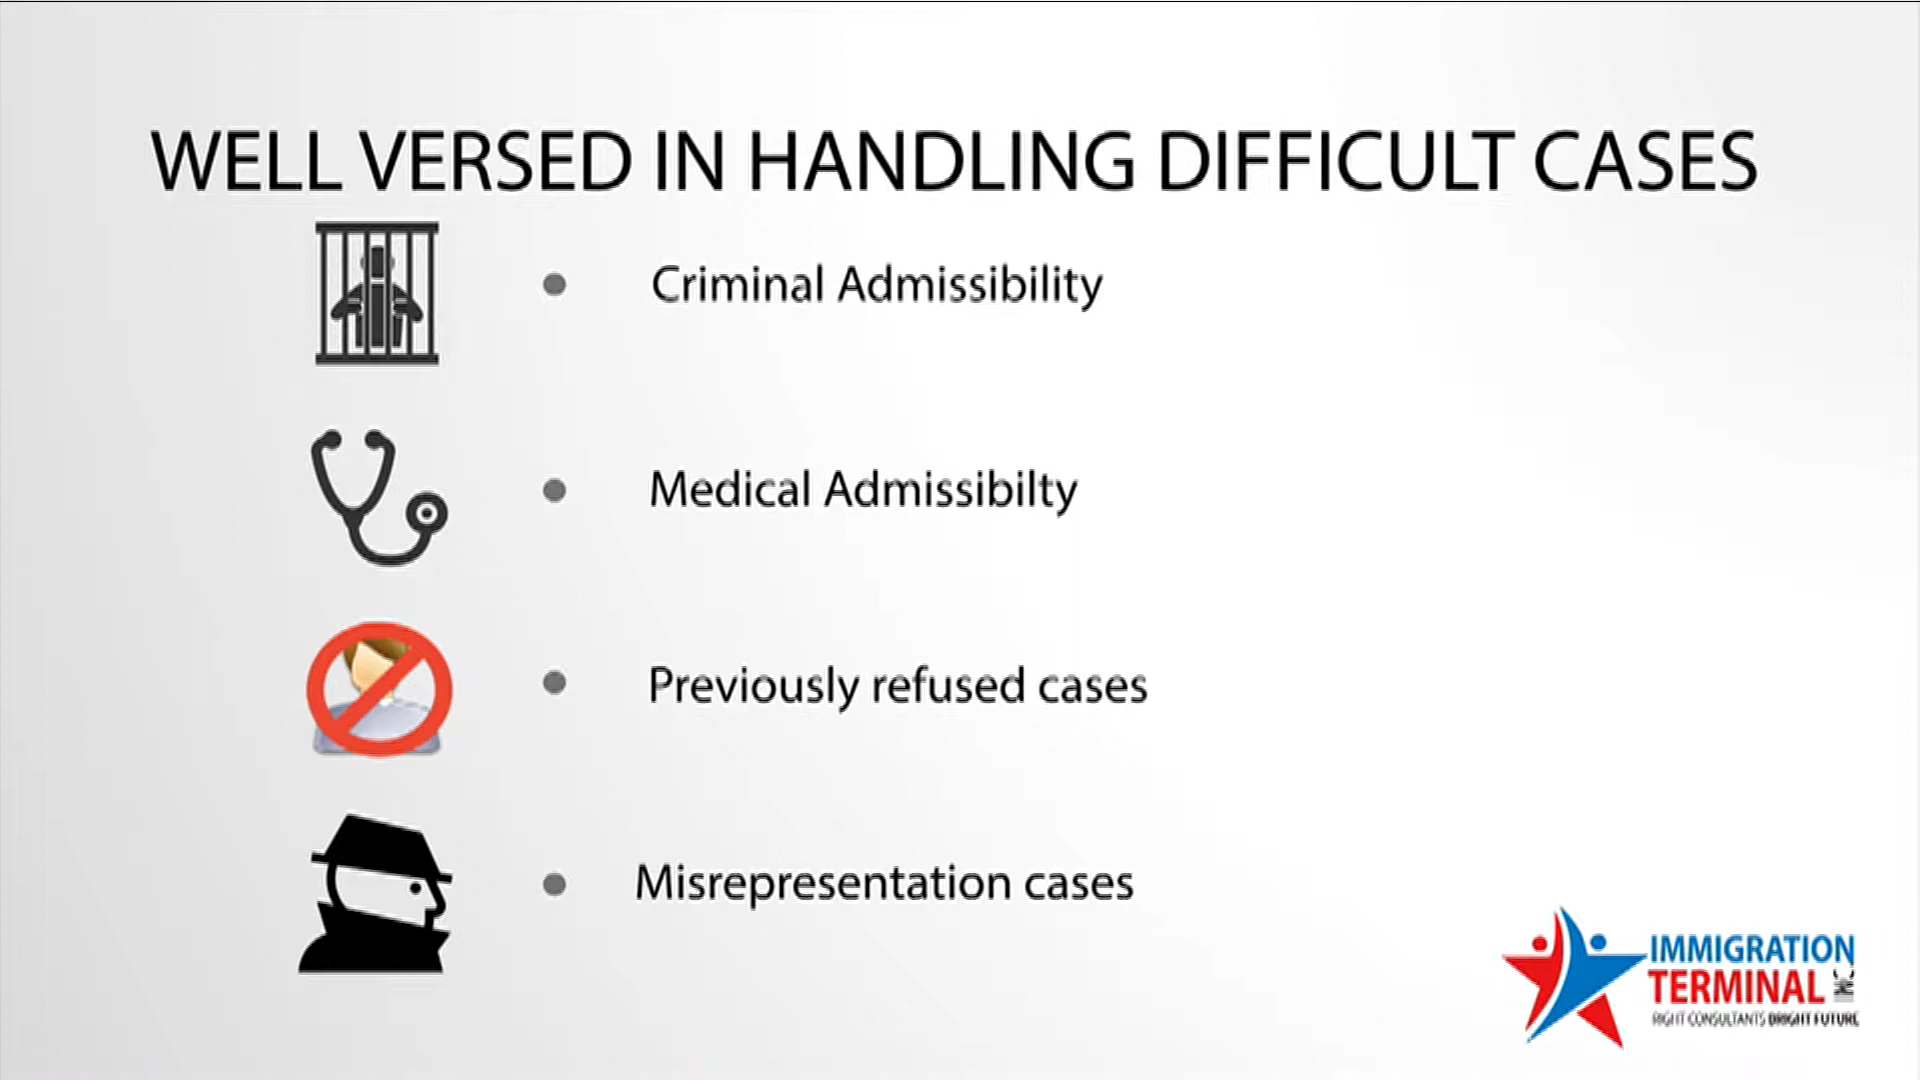 WELL VERSED IN HANDLING DIFFICULT CASES
Criminal Admissibility
Medical Admissibilty
Previously refused cases
Misrepresentation cases
IMMIGRATION
TERMINAL INC
RIGHT CONSULTANTS BRIGHT FUTURE